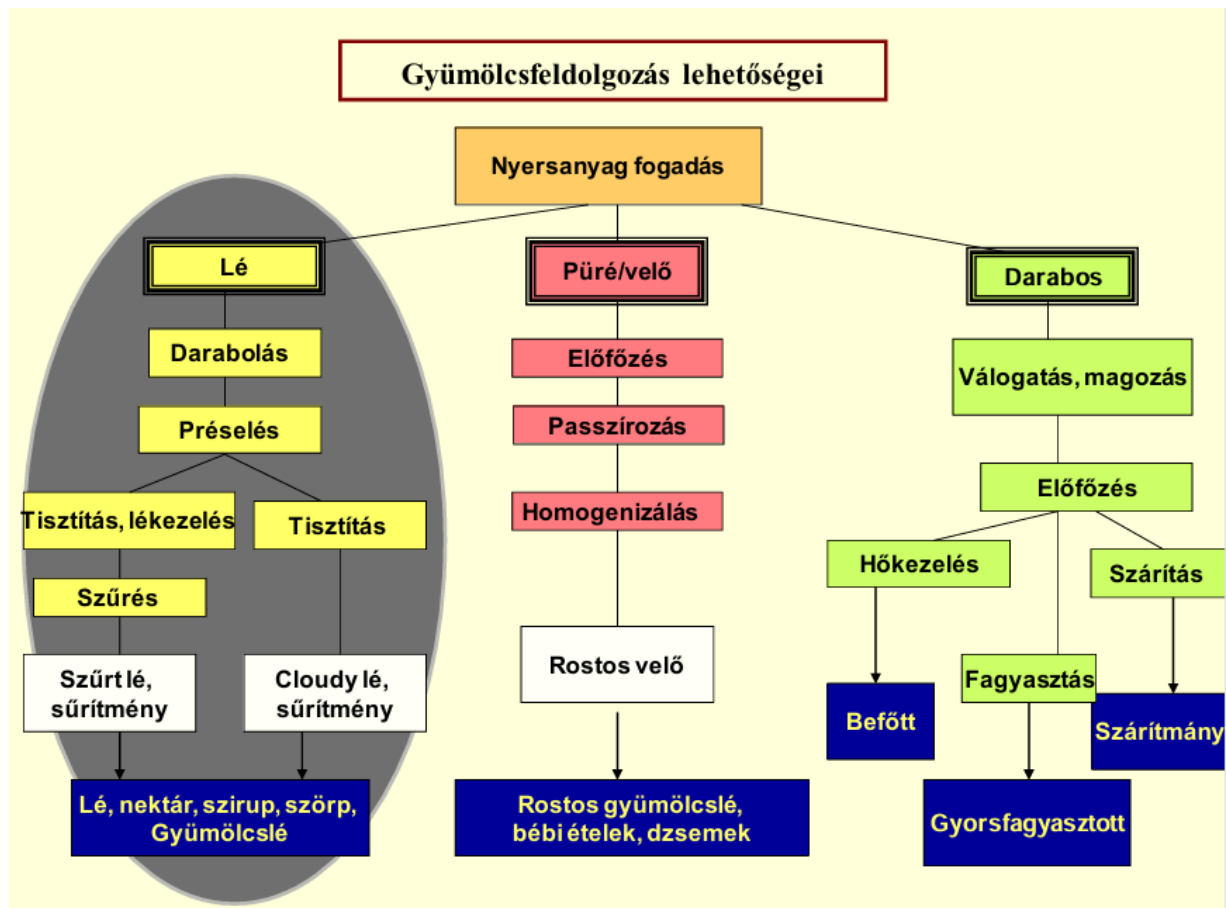 Gyümölcsfeldolgozás lehetőségei
Nyersanyag fogadás
Lé
Püré/velő
Darabos
Darabolás
Előfőzés
Válogatás, magozás
Préselés
Passzírozás
Előfőzés
Tisztítás, lékezelés
Tisztítás
Homogenizálás
Hőkezelés
Szárítás
Szűrés
Szűrt lé,
sűrítmény
Cloudy lé,
sűrítmény
Rostos velő
Fagyasztás
Befőtt
Szárítmány
Lé, nektár, szirup, szörp,
Gyümölcslé
Rostos gyümölcslé,
bébi ételek, dzsemek
Gyorsfagyasztott